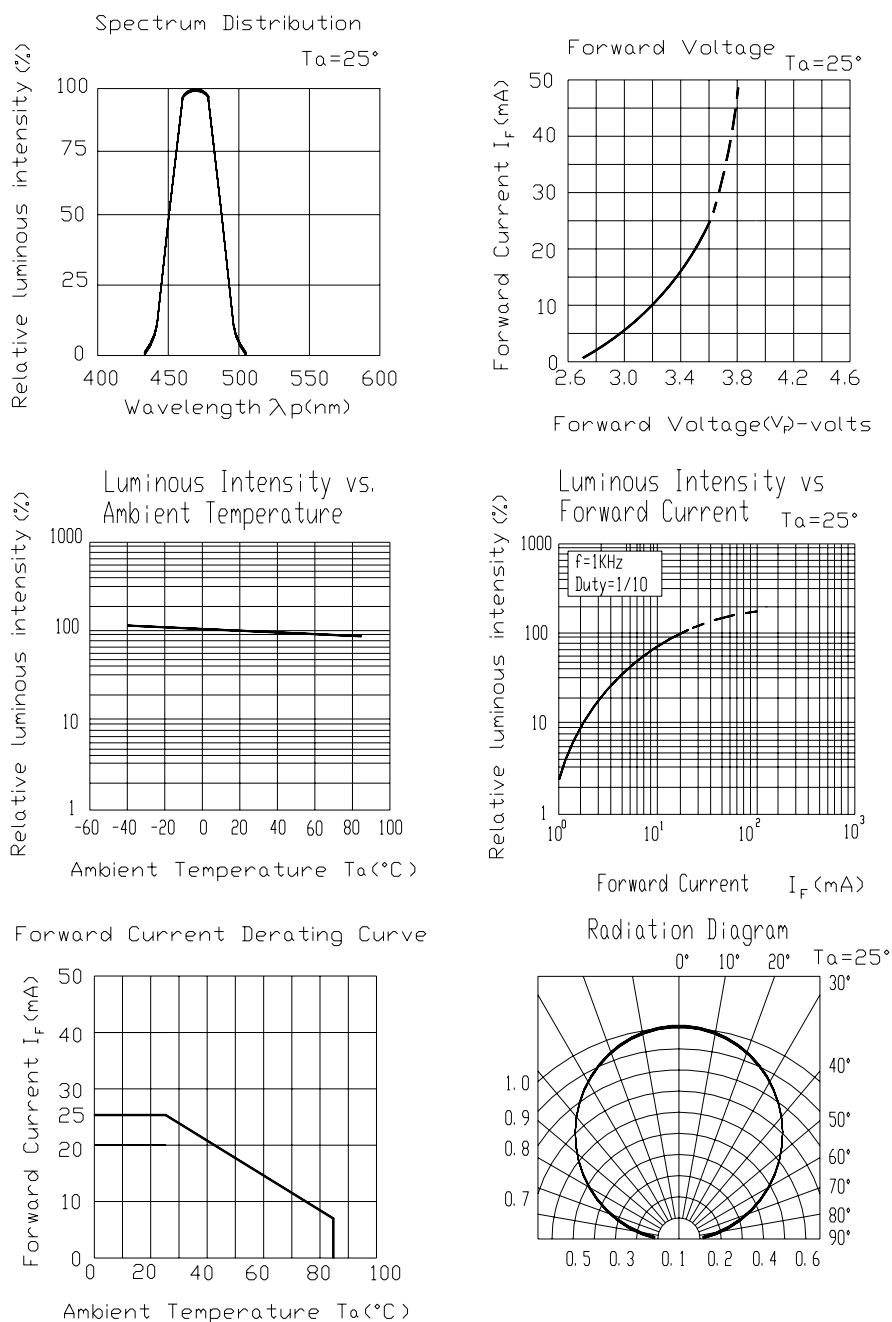 Spectrum Distribution
Ta=25°
Relative luminous intensity (%)
100
75
50
25
0
400 450 500 550 600
Wavelength λp(nm)
Forward Voltage
Ta=25°
Forward Current IF(mA)
50
40
30
20
10
0
2.6 3.0 3.4 3.8 4.2 4.6
Forward Voltage(VF)-volts
Luminous Intensity vs.
Ambient Temperature
Relative luminous intensity (%)
1000
100
10
1
-60 -40 -20 0 20 40 60 80 100
Ambient Temperature Ta(°C)
Luminous Intensity vs
Forward Current
Ta=25°
Relative luminous intensity (%)
f=1KHz
Duty=1/10
1000
100
10
1
10⁰ 10¹ 10² 10³
Forward Current IF(mA)
Forward Current Derating Curve
Forward Current IF(mA)
50
40
30
25
20
10
0
0 20 40 60 80 100
Ambient Temperature Ta(°C)
Radiation Diagram
Ta=25°
0° 10° 20°
30°
40°
50°
60°
70°
80°
90°
1.0
0.9
0.8
0.7
0.5 0.3 0.1 0.2 0.4 0.6